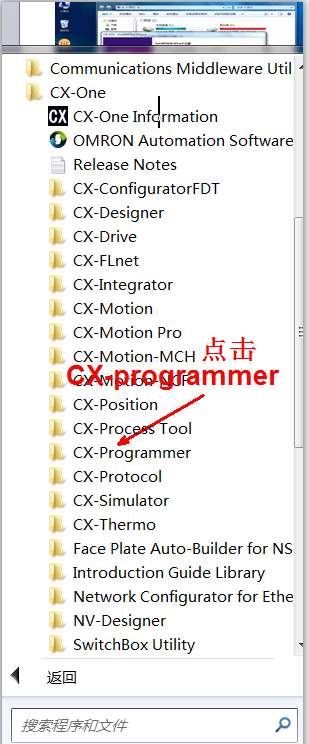 Communications Middleware Util
CX-One
CX-One Information
OMRON Automation Software
Release Notes
CX-ConfiguratorFDT
CX-Designer
CX-Drive
CX-FLnet
CX-Integrator
CX-Motion
CX-Motion Pro
CX-Motion-MCH 点击
CX-programmer
CX-Motion-NCF
CX-Position
CX-Process Tool
CX-Programmer
CX-Protocol
CX-Simulator
CX-Thermo
Face Plate Auto-Builder for NS
Introduction Guide Library
Network Configurator for Ethe
NV-Designer
SwitchBox Utility
返回
搜索程序和文件